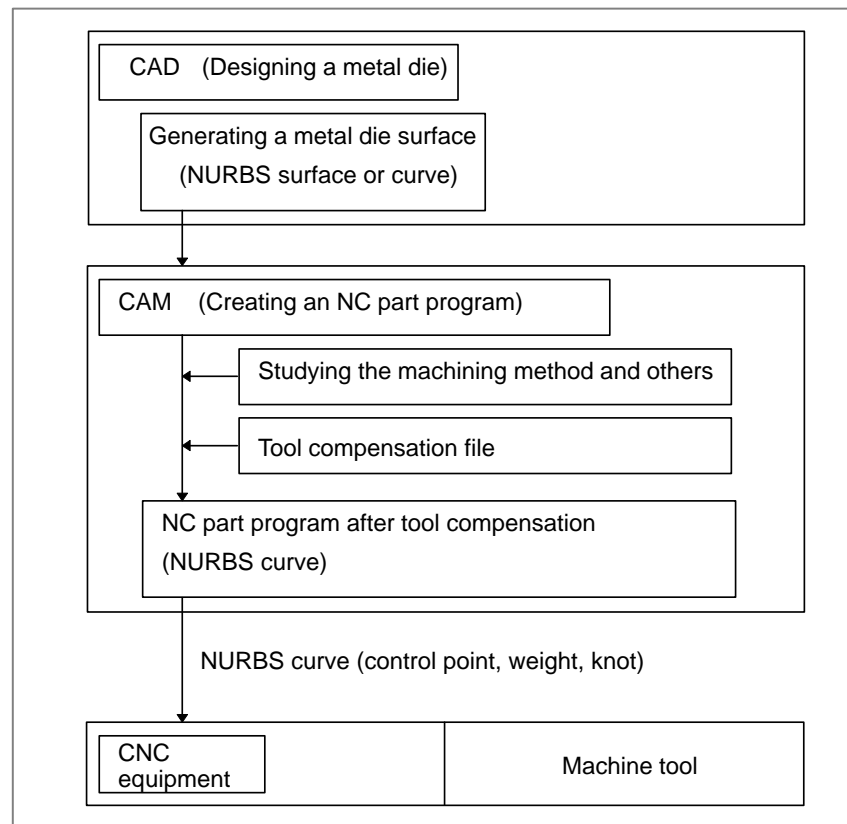 CAD (Designing a metal die)
Generating a metal die surface
(NURBS surface or curve)
CAM (Creating an NC part program)
Studying the machining method and others
Tool compensation file
NC part program after tool compensation
(NURBS curve)
NURBS curve (control point, weight, knot)
CNC
equipment
Machine tool